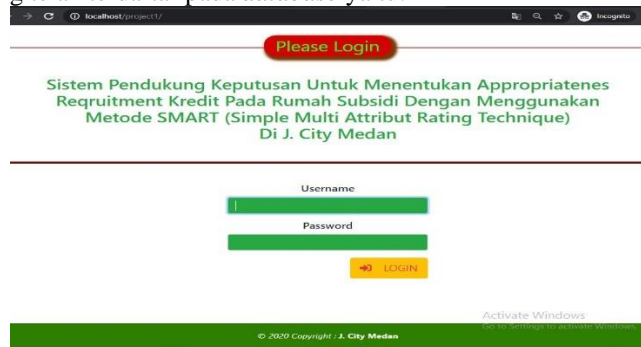 localhost/project1/
Incognito
Please Login
Sistem Pendukung Keputusan Untuk Menentukan Appropriatenes
Reqruitment Kredit Pada Rumah Subsidi Dengan Menggunakan
Metode SMART (Simple Multi Attribut Rating Technique)
Di J. City Medan
Username
Password
LOGIN
Activate Windows
Go to Settings to activate Windows.
© 2020 Copyright : J. City Medan